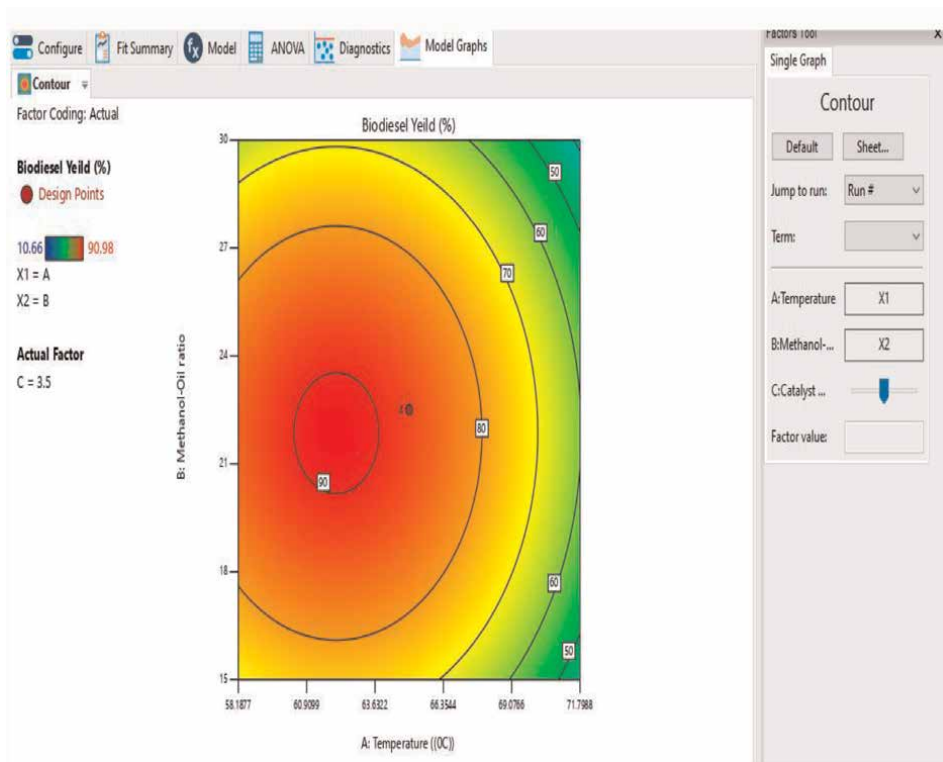 Configure Fit Summary Model ANOVA Diagnostics Model Graphs
Contour
Factor Coding: Actual
Biodiesel Yeild (%)
Design Points
10.66 90.98
X1 = A
X2 = B
Actual Factor
C = 3.5
Biodiesel Yeild (%)
B: Methanol-Oil ratio
30
27
24
21
18
15
50
60
70
80
90
60
50
58.1877 60.9099 63.6322 66.3544 69.0766 71.7988
A: Temperature ((0C))
Factors Tool X
Single Graph
Contour
Default Sheet...
Jump to run: Run #
Term:
A:Temperature X1
B:Methanol-... X2
C:Catalyst ...
Factor value: